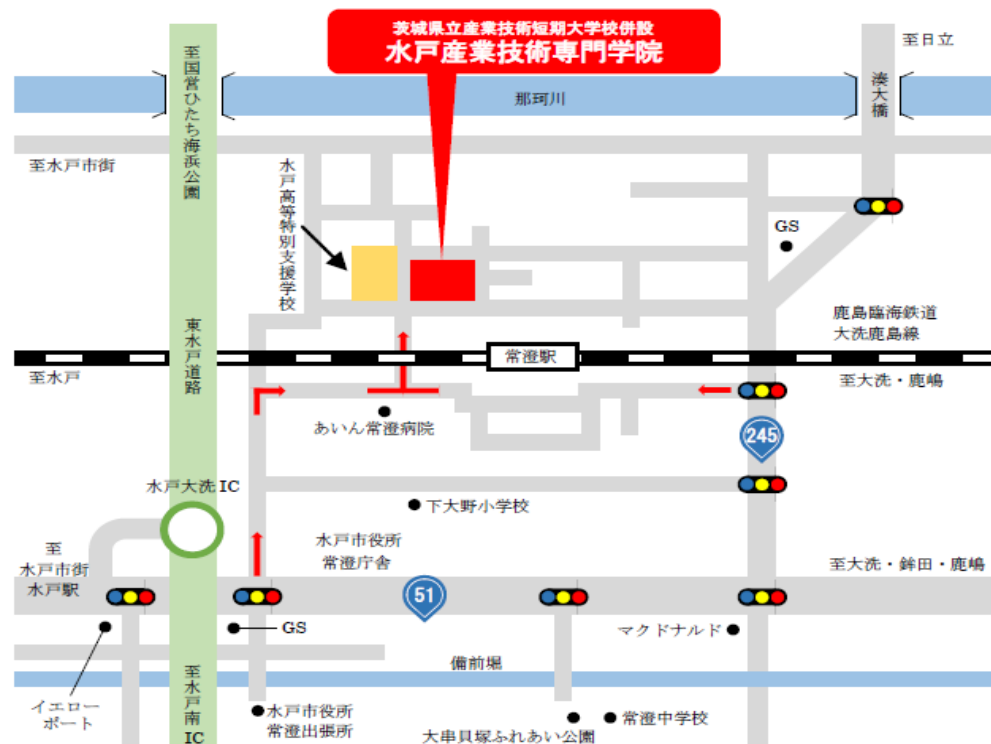 茨城県立産業技術短期大学校併設
水戸産業技術専門学院
至国営ひたち海浜公園
至日立
那珂川
湊大橋
至水戸市街
水戸高等特別支援学校
GS
東水戸道路
鹿島臨海鉄道
大洗鹿島線
常澄駅
至水戸
至大洗・鹿嶋
あいん常澄病院
245
水戸大洗IC
下大野小学校
水戸市役所
常澄庁舎
至
水戸市街
水戸駅
至大洗・鉾田・鹿嶋
51
GS
マクドナルド
備前堀
至水戸南IC
イエロー
ポート
水戸市役所
常澄出張所
常澄中学校
大串貝塚ふれあい公園